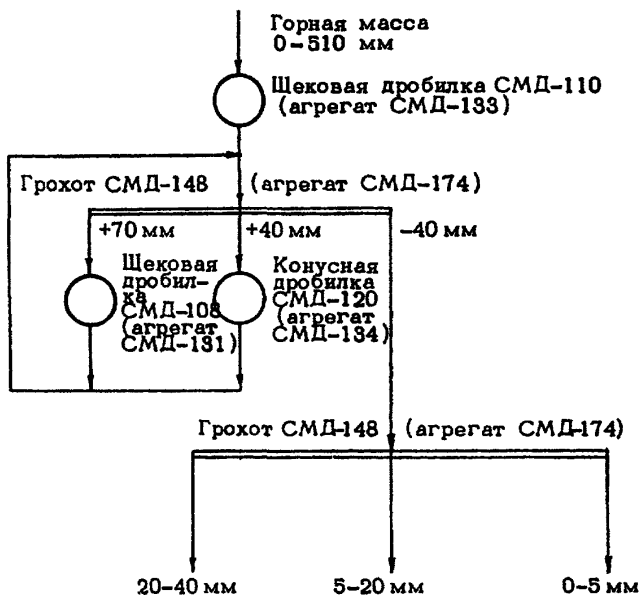 Горная масса
0-510 мм
Щековая дробилка СМД-110
(агрегат СМД-133)
Грохот СМД-148 (агрегат СМД-174)
+70 мм +40 мм -40 мм
Щековая
дробил-
ка
СМД-108
(агрегат
СМД-131)
Конусная
дробилка
СМД-120
(агрегат
СМД-134)
Грохот СМД-148 (агрегат СМД-174)
20-40 мм 5-20 мм 0-5 мм